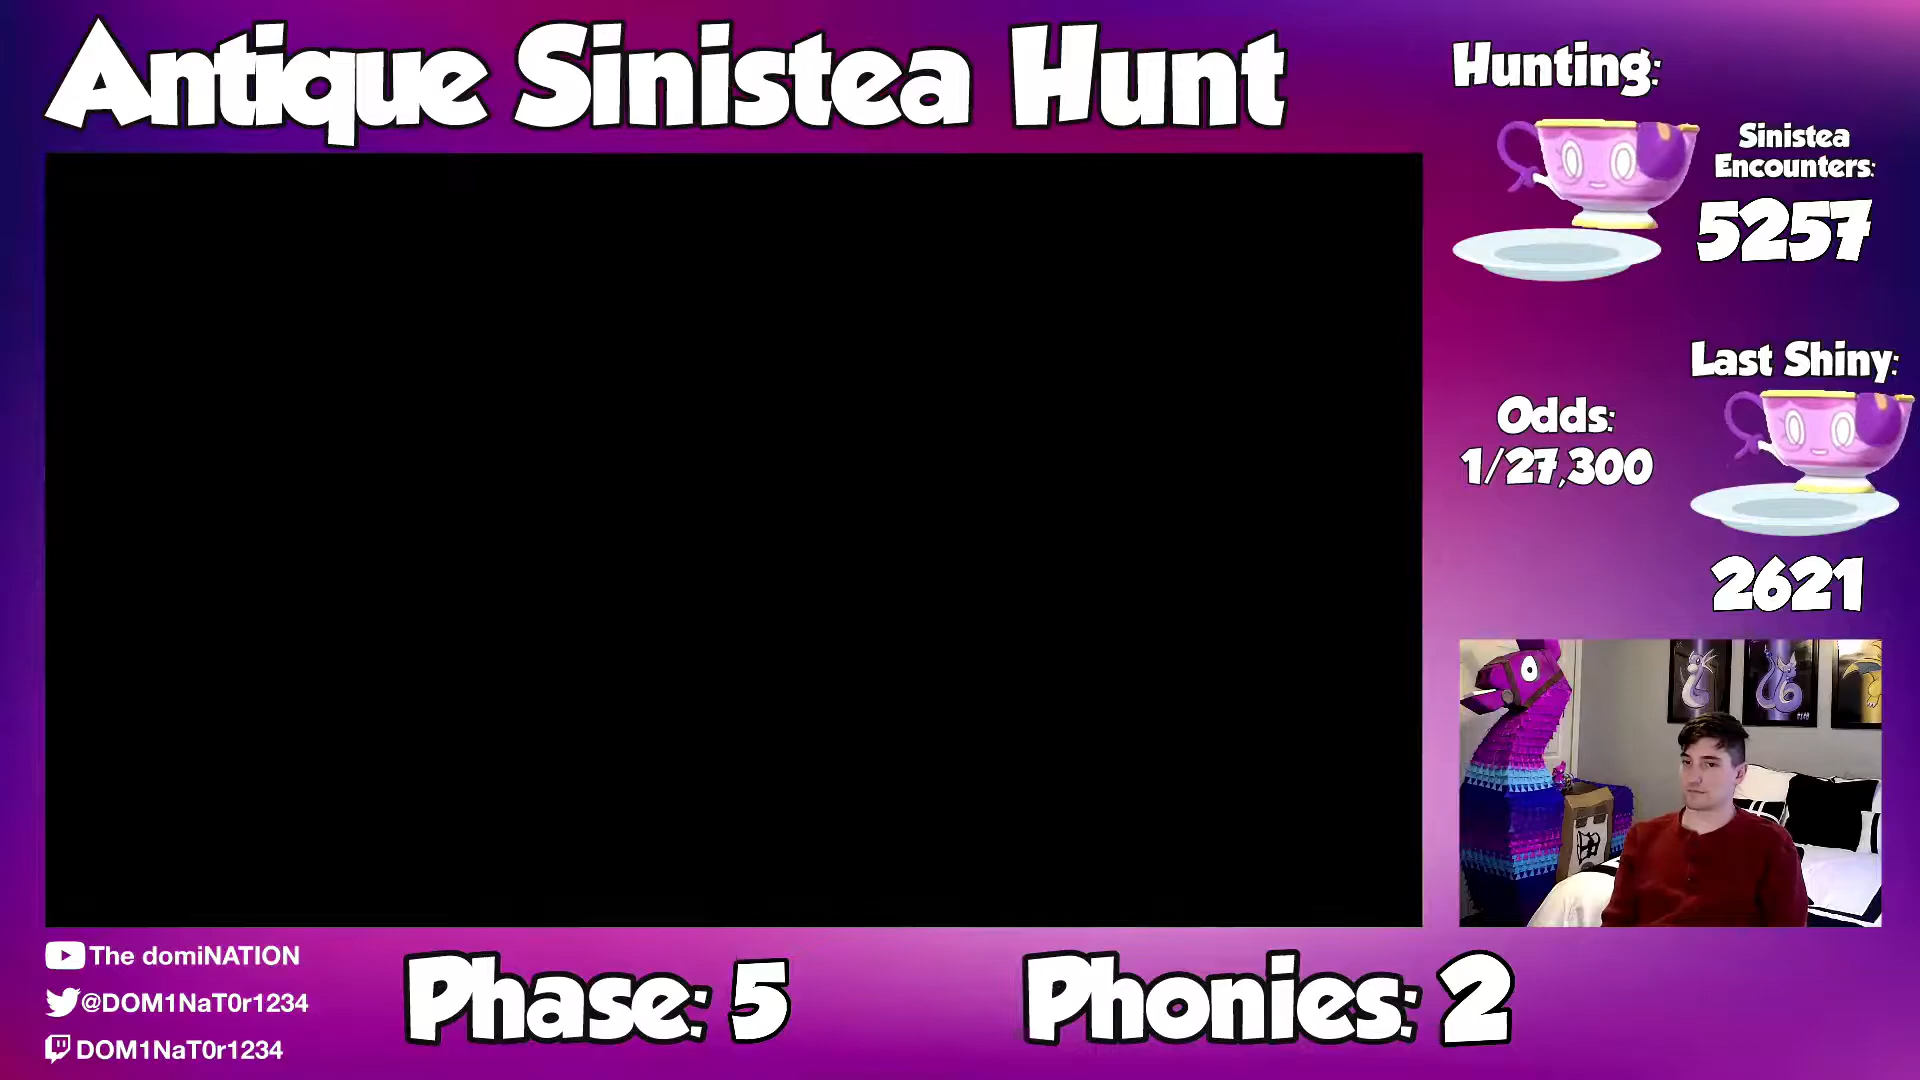 Antique Sinistea Hunt
Hunting:
Sinistea
Encounters:
5257
Last Shiny:
Odds:
1/27,300
2621
The domiNATION
@DOM1NaT0r1234
DOM1NaT0r1234
Phase: 5
Phonies: 2